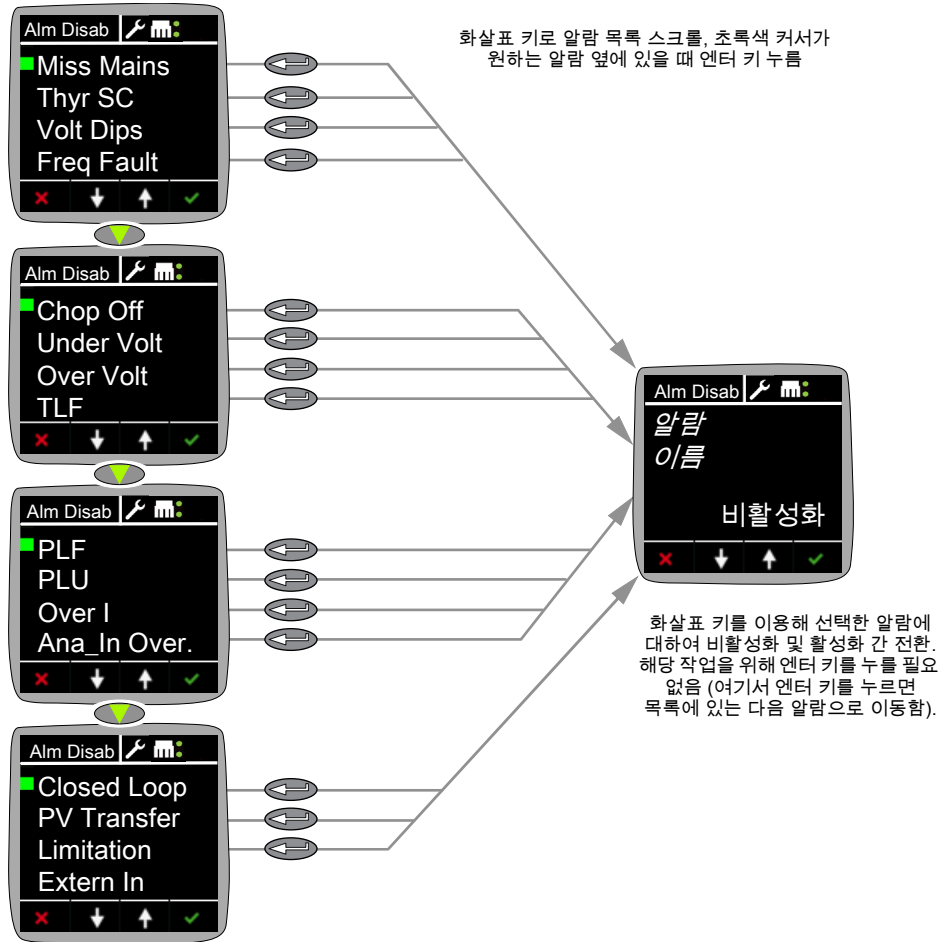 Alm Disab
Miss Mains
Thyr SC
Volt Dips
Freq Fault
화살표 키로 알람 목록 스크롤, 초록색 커서가
원하는 알람 옆에 있을 때 엔터 키 누름
Alm Disab
Chop Off
Under Volt
Over Volt
TLF
Alm Disab
PLF
PLU
Over I
Ana_In Over.
Alm Disab
Closed Loop
PV Transfer
Limitation
Extern In
Alm Disab
알람
이름
비활성화
화살표 키를 이용해 선택한 알람에
대하여 비활성화 및 활성화 간 전환.
해당 작업을 위해 엔터 키를 누를 필요
없음 (여기서 엔터 키를 누르면
목록에 있는 다음 알람으로 이동함).